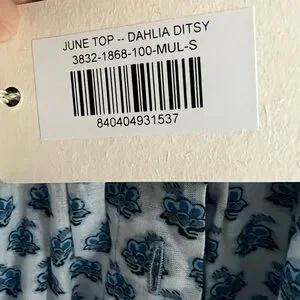 JUNE TOP -- DAHLIA DITSY
3832-1868-100-MUL-S
840404931537